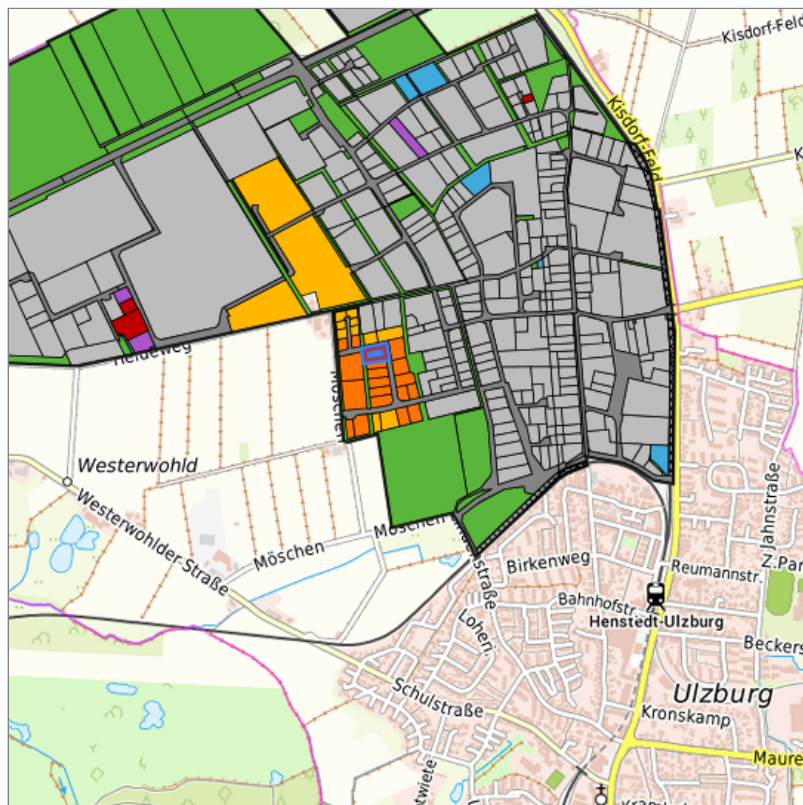 Kisdorf-Feld
Kisdorf-Feld
K
Heideweg
Möschen
Westerwohld
Westerwohlder-Straße
Möschen
Möschen
Z.-Jahnstraße
Z.Par
Birkenweg
Reumannstr.
Bahnhofstr.
Henstedt-Ulzburg
Beckers
Loheri.
Schulstraße
Ulzburg
Kronskamp
Maure